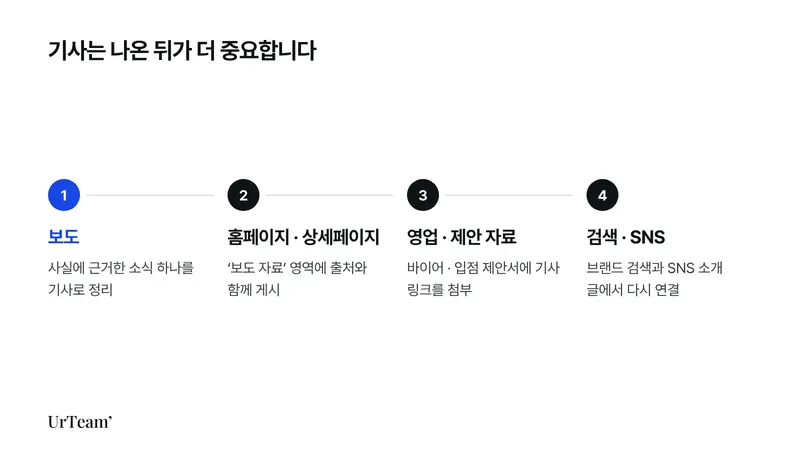 기사는 나온 뒤가 더 중요합니다
1
보도
사실에 근거한 소식 하나를
기사로 정리
2
홈페이지 · 상세페이지
‘보도 자료’ 영역에 출처와
함께 게시
3
영업 · 제안 자료
바이어 · 입점 제안서에 기사
링크를 첨부
4
검색 · SNS
브랜드 검색과 SNS 소개
글에서 다시 연결
UrTeam’